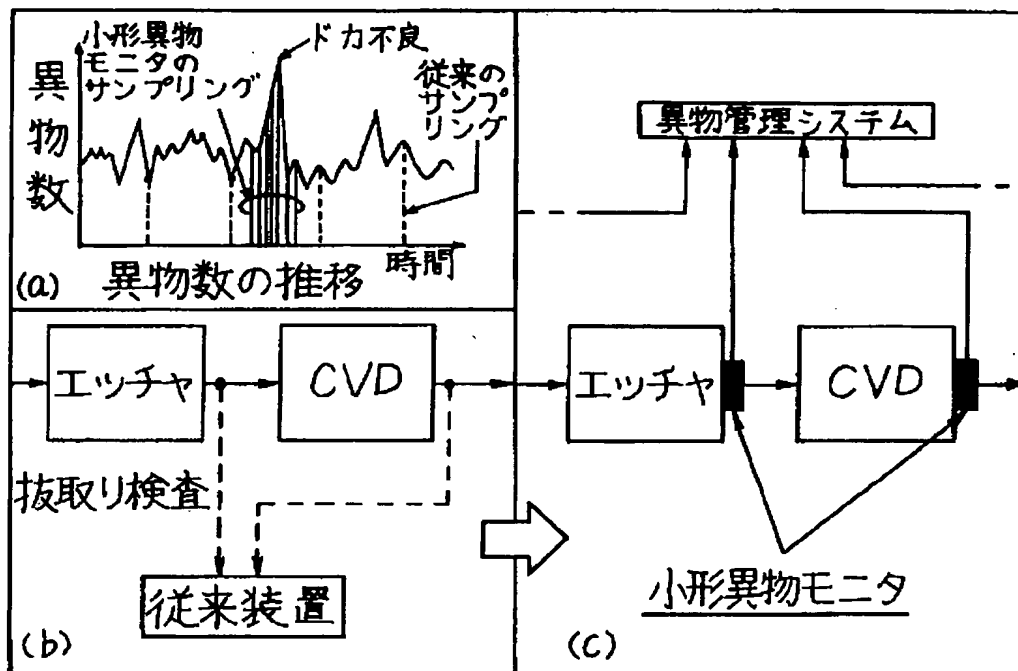 小形異物
モニタの
サンプリング
ドカ不良
従来の
サンプ
リング
異
物
数
時間
(a) 異物数の推移
エッチャ
CVD
抜取り検査
従来装置
(b)
異物管理システム
エッチャ
CVD
小形異物モニタ
(c)